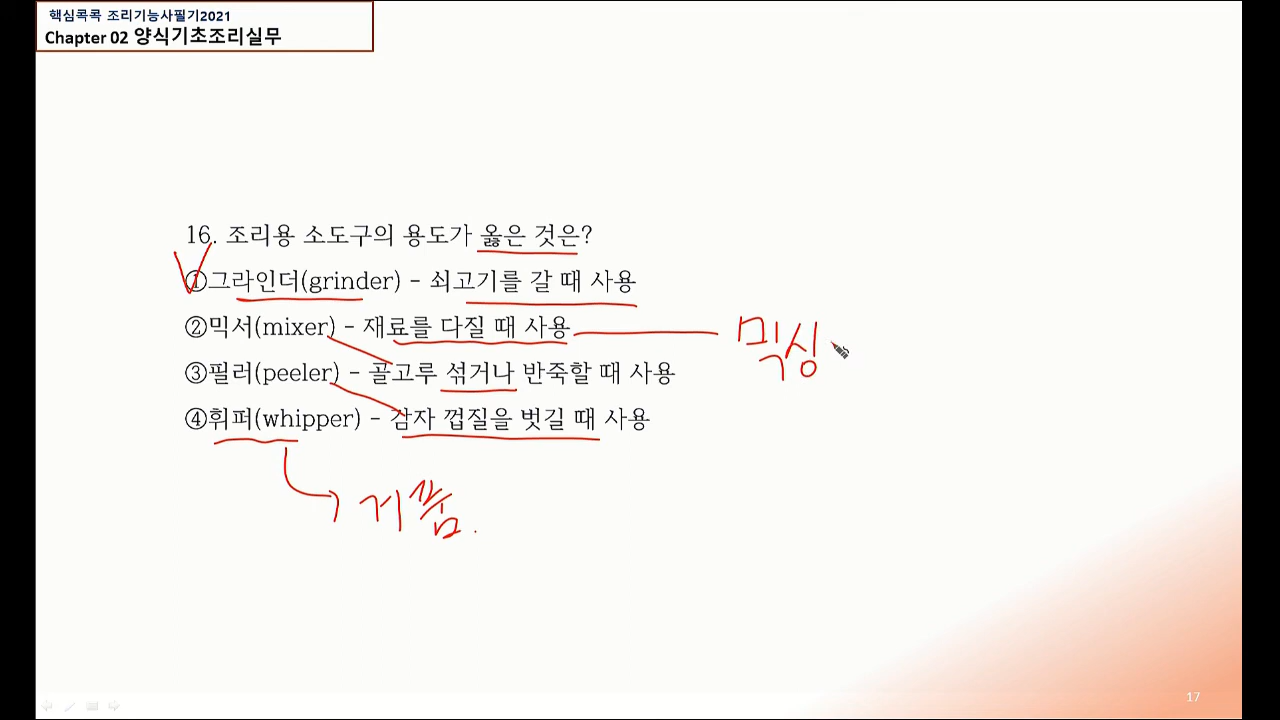 핵심콕콕 조리기능사필기2021
Chapter 02 양식기초조리실무
16. 조리용 소도구의 용도가 옳은 것은?
①그라인더(grinder) - 쇠고기를 갈 때 사용
②믹서(mixer) - 재료를 다질 때 사용
믹싱
③필러(peeler) - 골고루 섞거나 반죽할 때 사용
④휘퍼(whipper) - 감자 껍질을 벗길 때 사용
거품.
17